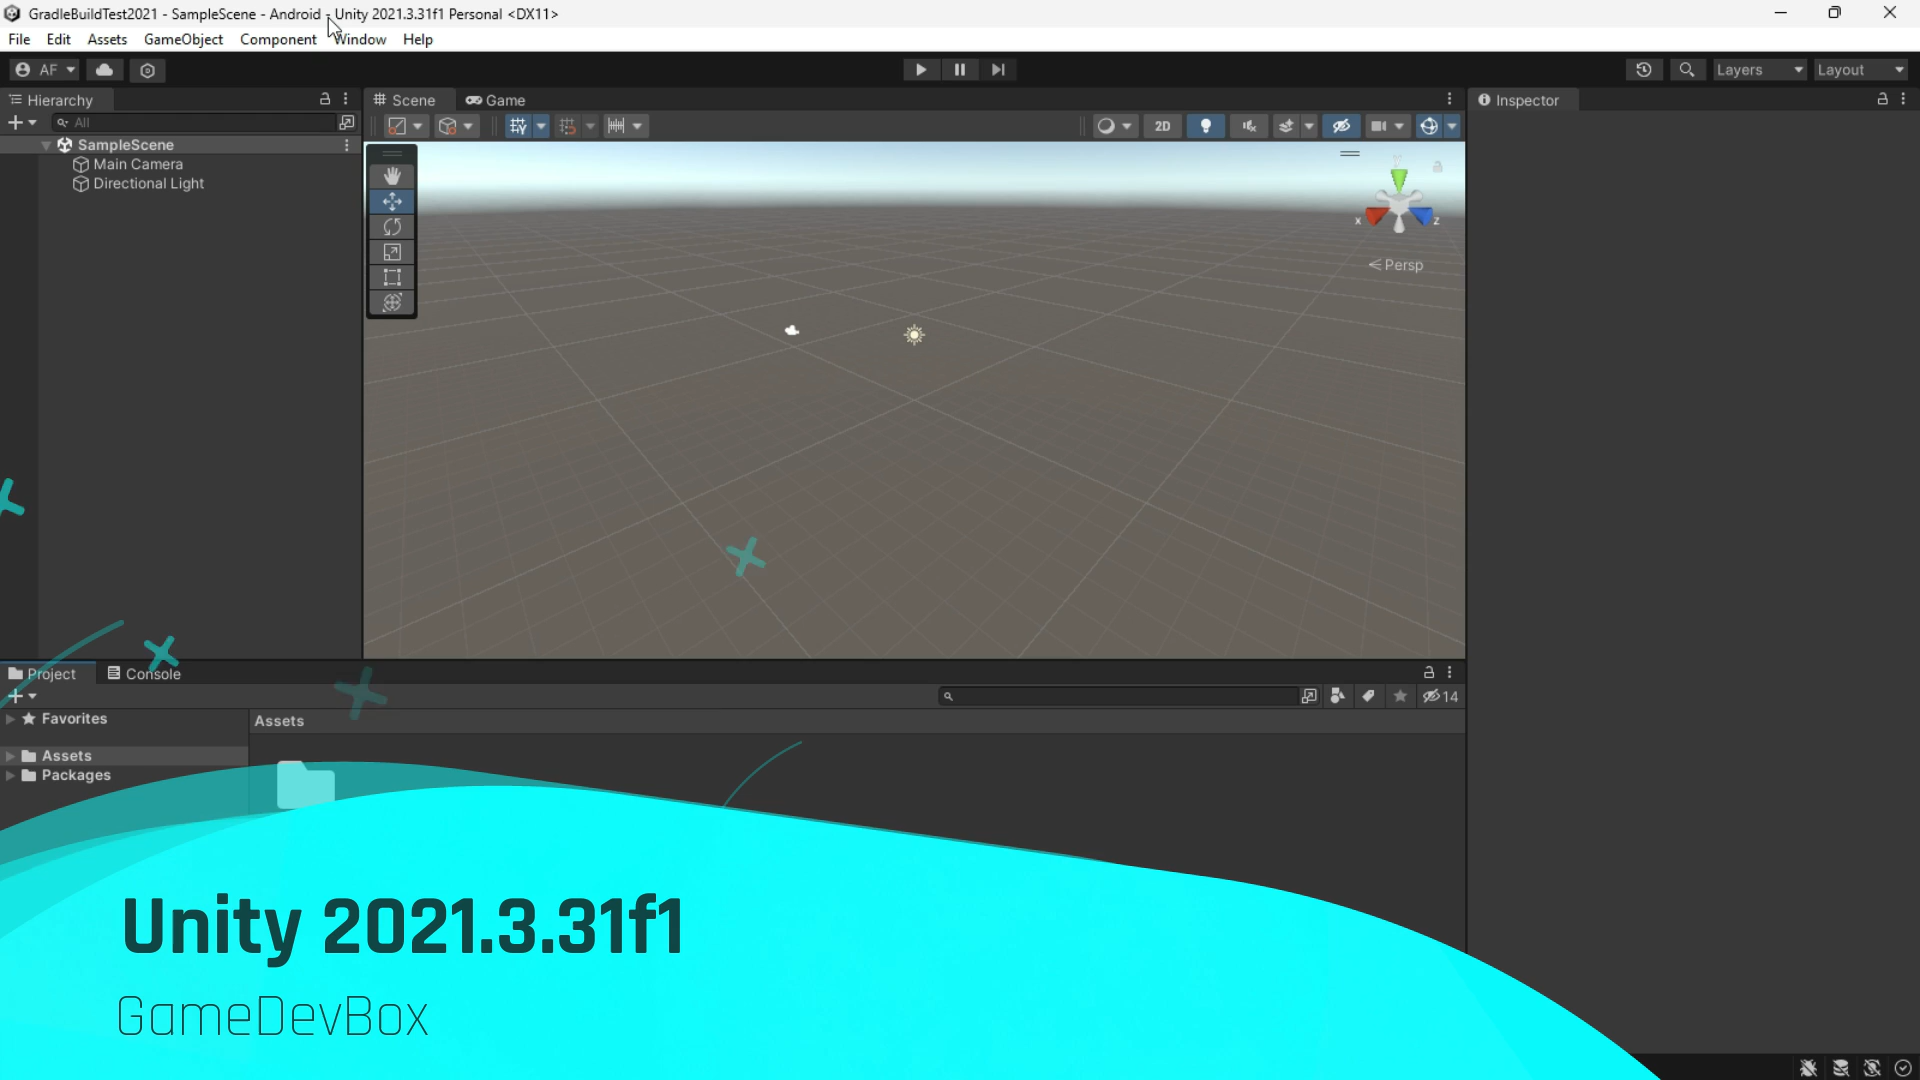 GradleBuildTest2021 - SampleScene - Android - Unity 2021.3.31f1 Personal <DX11>
File Edit Assets GameObject Component Window Help
AF Layers Layout
Hierarchy Scene Game Inspector
All 2D
SampleScene
Main Camera
Directional Light
y
x z
Persp
Project Console
14
Favorites Assets
Assets
Packages
Unity 2021.3.31f1
GameDevBox